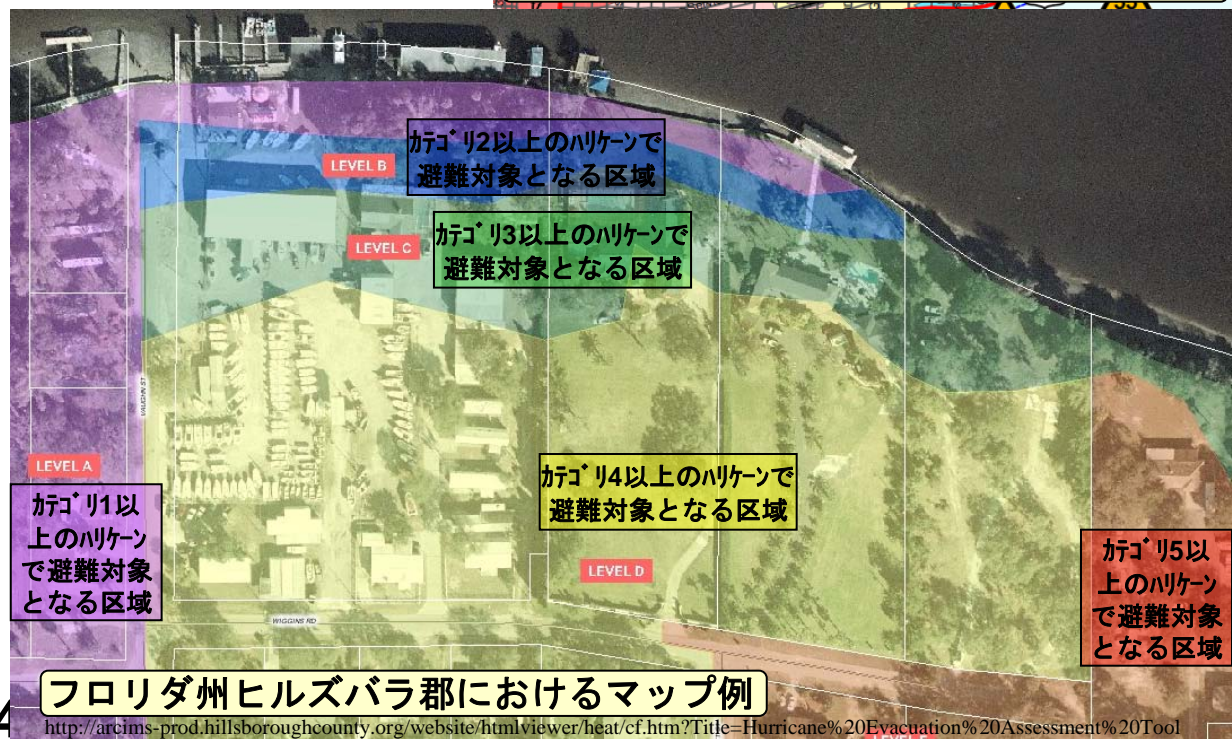 LEVEL B
カテゴリ2以上のハリケーンで
避難対象となる区域
LEVEL C
カテゴリ3以上のハリケーンで
避難対象となる区域
VAUGHN ST
LEVEL A
カテゴリ1以
上のハリケーン
で避難対象
となる区域
カテゴリ4以上のハリケーンで
避難対象となる区域
LEVEL D
カテゴリ5以
上のハリケーン
で避難対象
となる区域
WIGGINS RD
フロリダ州ヒルズバラ郡におけるマップ例
4
http://arcims-prod.hillsboroughcounty.org/website/htmlviewer/heat/cf.htm?Title=Hurricane%20Evacuation%20Assessment%20Tool